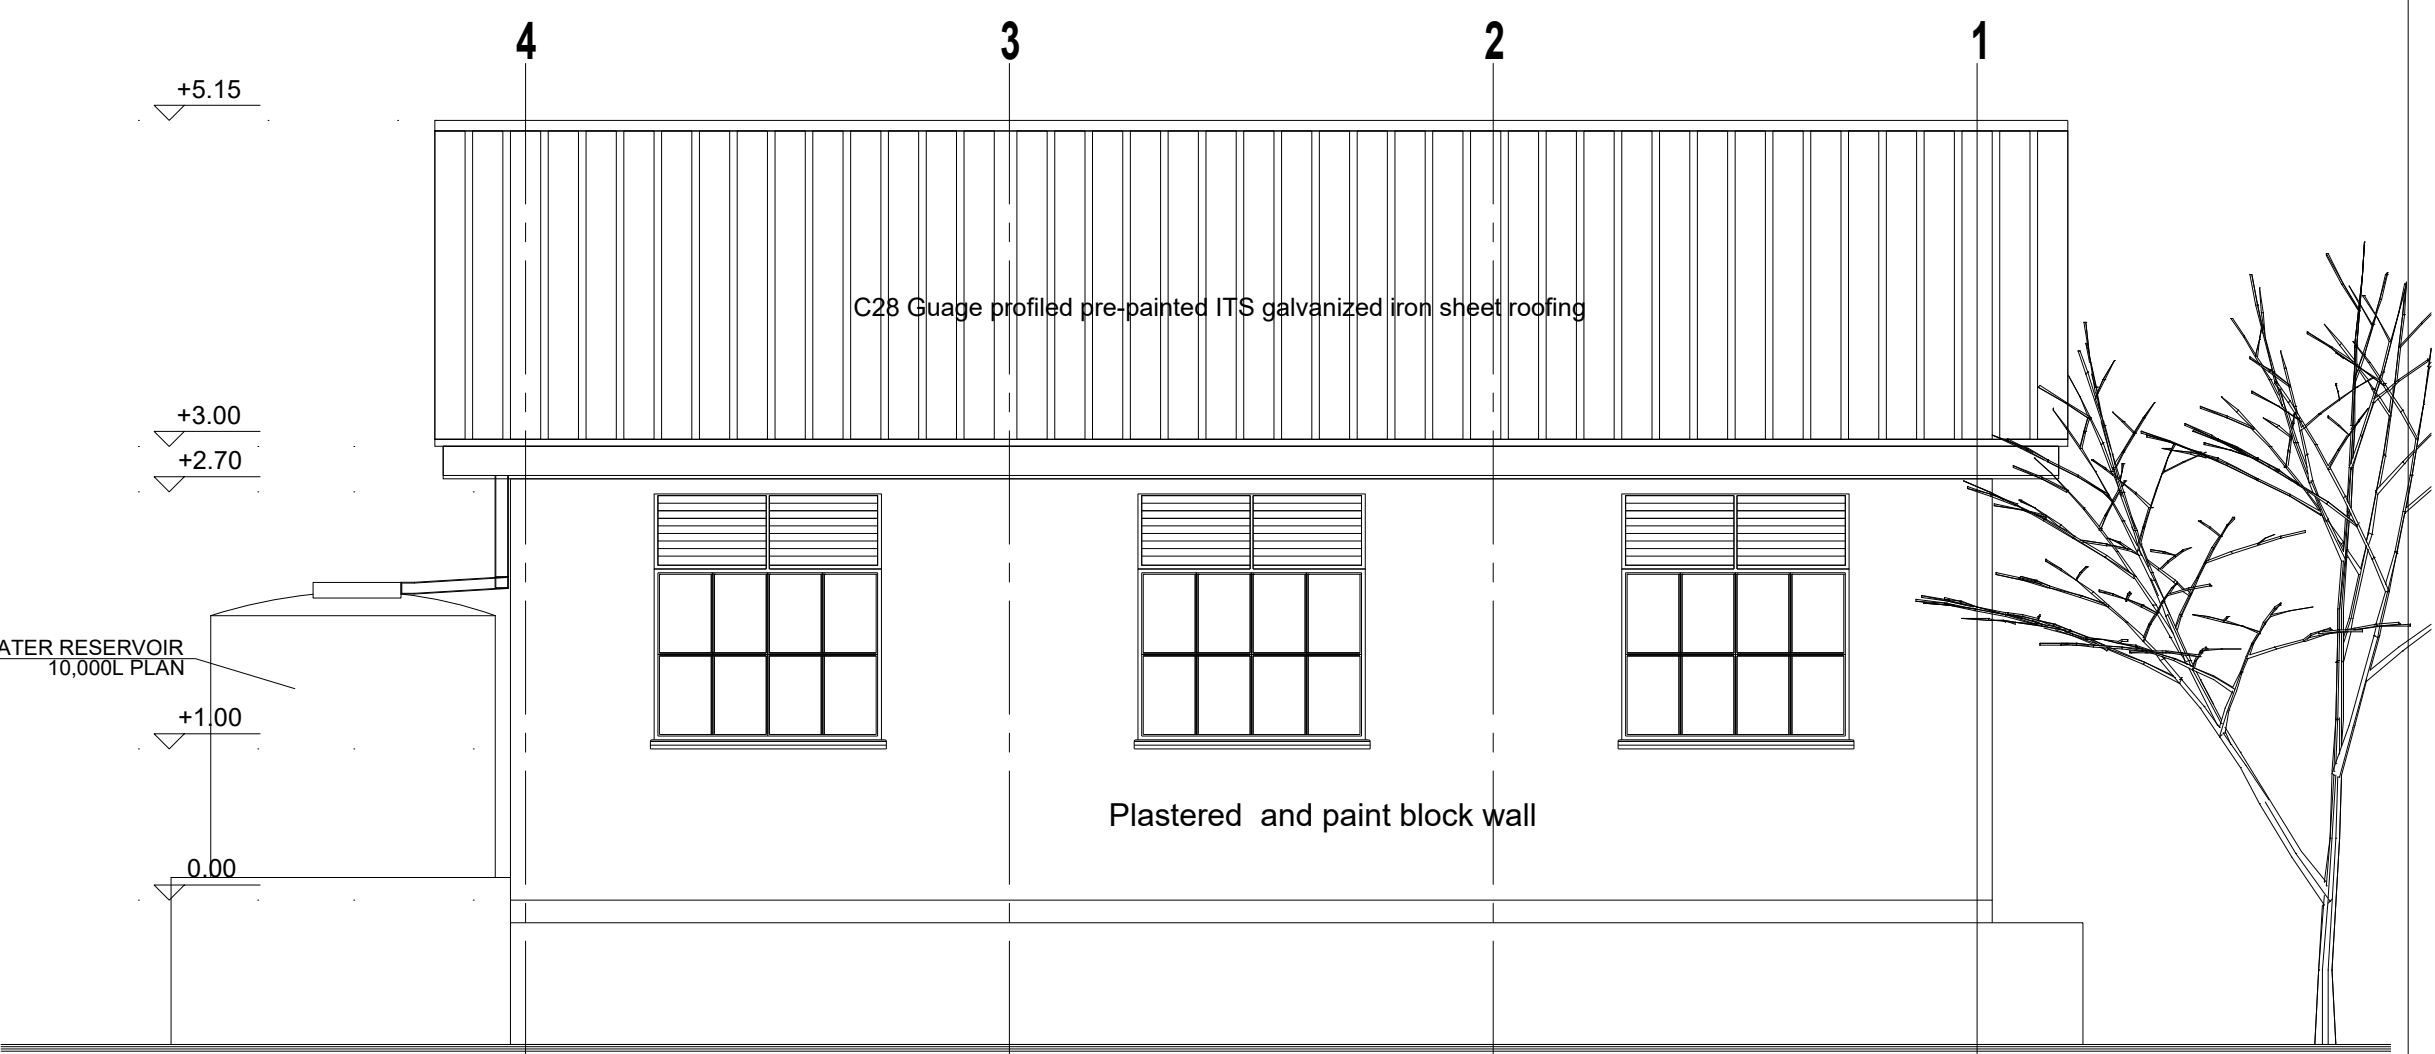 4 3 2 1
+5.15
C28 Guage profiled pre-painted ITS galvanized iron sheet roofing
+3.00
+2.70
ATER RESERVOIR
10,000L PLAN
+1.00
Plastered and paint block wall
0.00